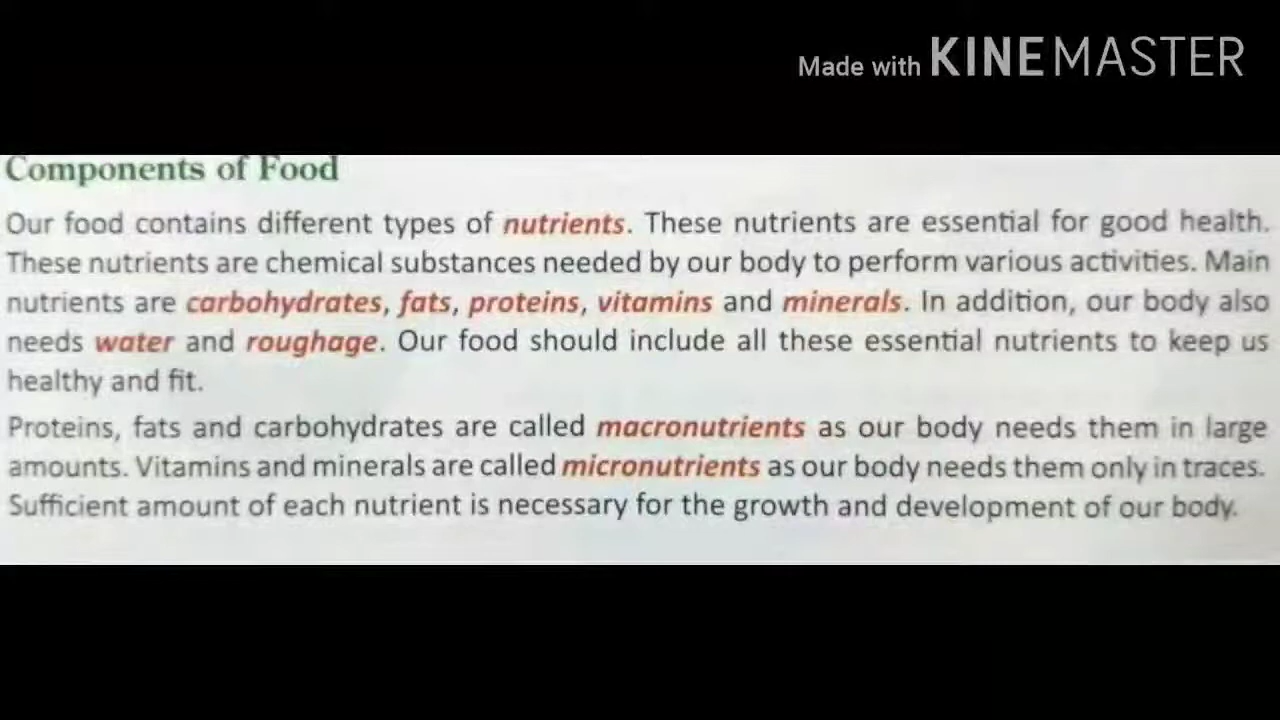 Made with KINEMASTER
Components of Food
Our food contains different types of nutrients. These nutrients are essential for good health.
These nutrients are chemical substances needed by our body to perform various activities. Main
nutrients are carbohydrates, fats, proteins, vitamins and minerals. In addition, our body also
needs water and roughage. Our food should include all these essential nutrients to keep us
healthy and fit.
Proteins, fats and carbohydrates are called macronutrients as our body needs them in large
amounts. Vitamins and minerals are called micronutrients as our body needs them only in traces.
Sufficient amount of each nutrient is necessary for the growth and development of our body.